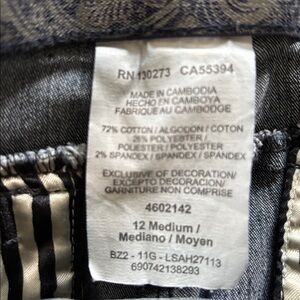 RN 130273 CA55394
MADE IN CAMBODIA
HECHO EN CAMBOYA
FABRIQUE AU CAMBODGE
72% COTTON / ALGODON / COTON
26% POLYESTER /
POLIESTER / POLYESTER
2% SPANDEX / SPANDEX / SPANDEX
EXCLUSIVE OF DECORATION/
EXCEPTO DECORACION/
GARNITURE NON COMPRISE
4602142
12 Medium /
Mediano / Moyen
BZ2 - 11G - LSAH27113
690742138293